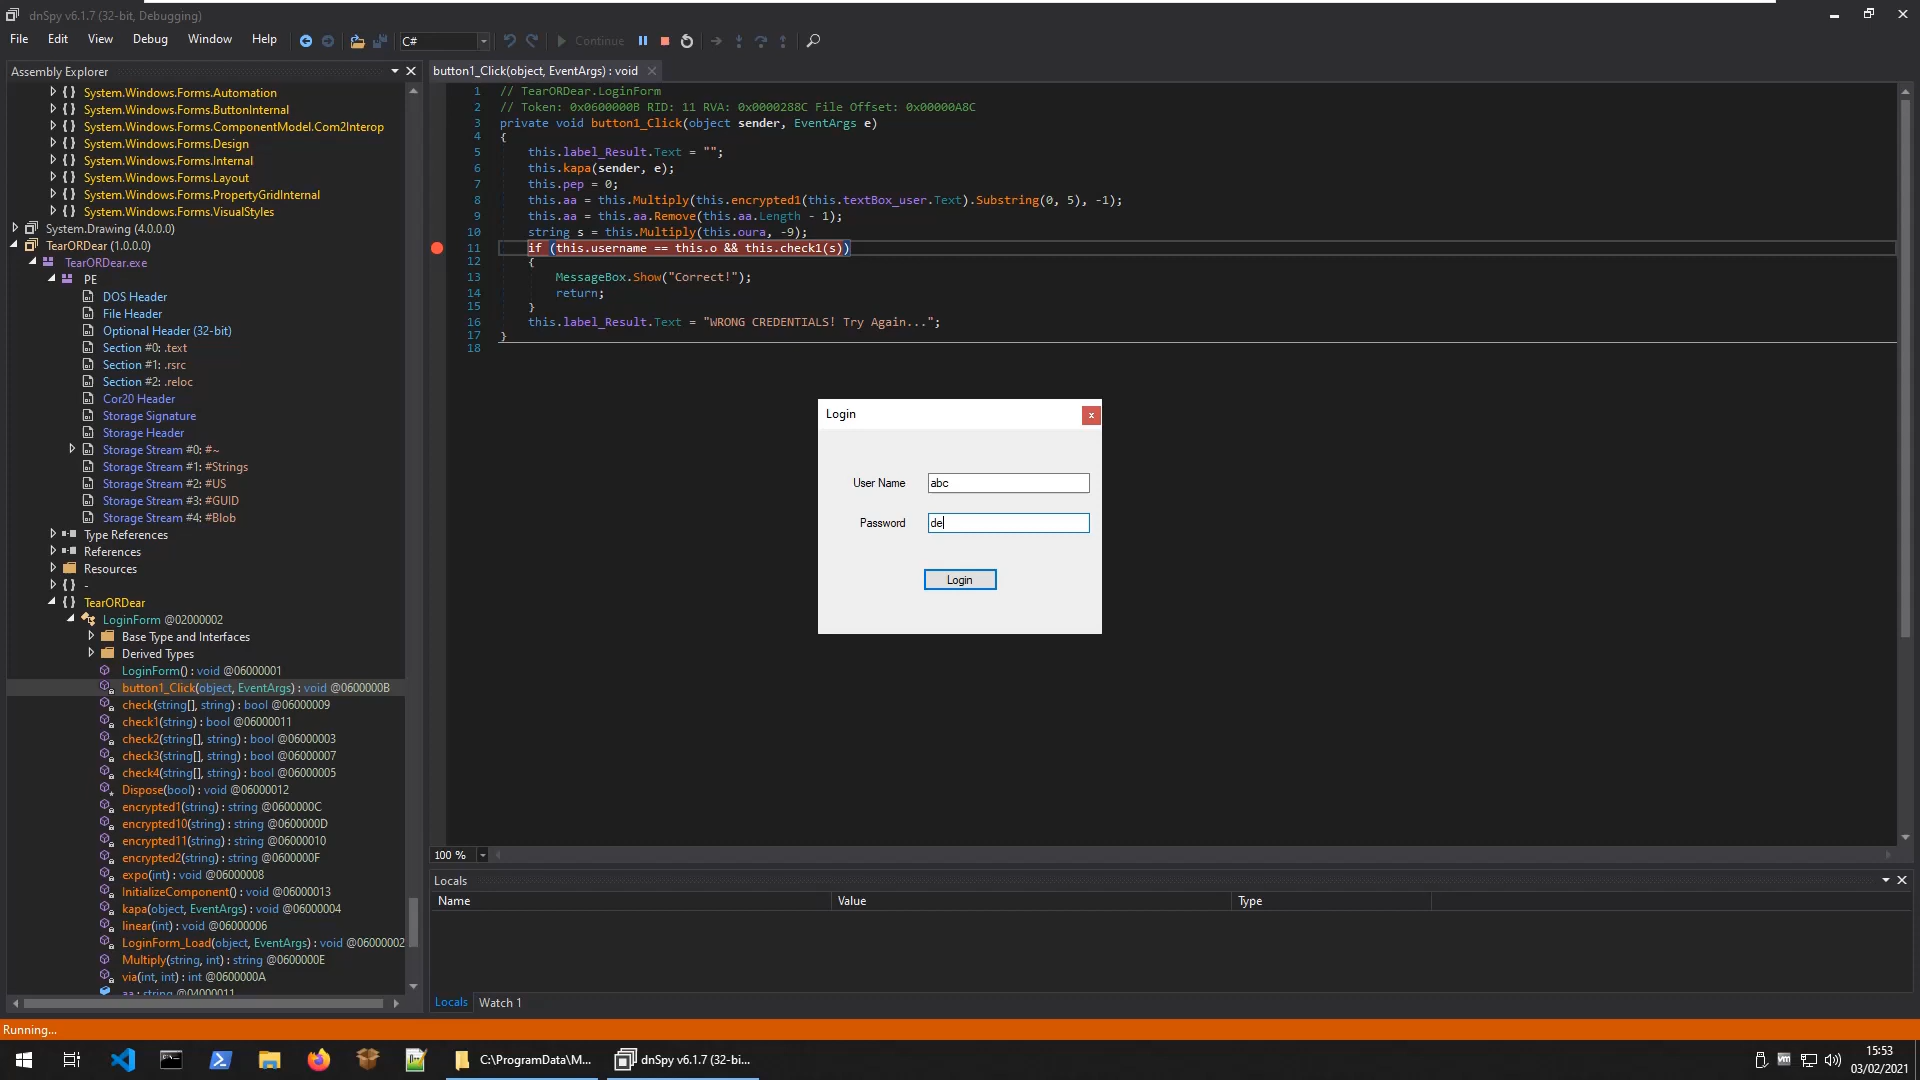 dnSpy v6.1.7 (32-bit, Debugging)
File Edit View Debug Window Help C# Continue
Assembly Explorer
System.Windows.Forms.Automation
System.Windows.Forms.ButtonInternal
System.Windows.Forms.ComponentModel.Com2Interop
System.Windows.Forms.Design
System.Windows.Forms.Internal
System.Windows.Forms.Layout
System.Windows.Forms.PropertyGridInternal
System.Windows.Forms.VisualStyles
System.Drawing (4.0.0.0)
TearORDear (1.0.0.0)
TearORDear.exe
PE
DOS Header
File Header
Optional Header (32-bit)
Section #0: .text
Section #1: .rsrc
Section #2: .reloc
Cor20 Header
Storage Signature
Storage Header
Storage Stream #0: #~
Storage Stream #1: #Strings
Storage Stream #2: #US
Storage Stream #3: #GUID
Storage Stream #4: #Blob
Type References
References
Resources
{ } -
{ } TearORDear
LoginForm @02000002
Base Type and Interfaces
Derived Types
LoginForm() : void @06000001
button1_Click(object, EventArgs) : void @0600000B
check(string[], string) : bool @06000009
check1(string) : bool @06000011
check2(string[], string) : bool @06000003
check3(string[], string) : bool @06000007
check4(string[], string) : bool @06000005
Dispose(bool) : void @06000012
encrypted1(string) : string @0600000C
encrypted10(string) : string @0600000D
encrypted11(string) : string @06000010
encrypted2(string) : string @0600000F
expo(int) : void @06000008
InitializeComponent() : void @06000013
kapa(object, EventArgs) : void @06000004
linear(int) : void @06000006
LoginForm_Load(object, EventArgs) : void @06000002
Multiply(string, int) : string @0600000E
via(int, int) : int @0600000A
aa : string @04000011
button1_Click(object, EventArgs) : void
1 // TearORDear.LoginForm
2 // Token: 0x0600000B RID: 11 RVA: 0x0000288C File Offset: 0x00000A8C
3 private void button1_Click(object sender, EventArgs e)
4 {
5 this.label_Result.Text = "";
6 this.kapa(sender, e);
7 this.pep = 0;
8 this.aa = this.Multiply(this.encrypted1(this.textBox_user.Text).Substring(0, 5), -1);
9 this.aa = this.aa.Remove(this.aa.Length - 1);
10 string s = this.Multiply(this.oura, -9);
11 if (this.username == this.o && this.check1(s))
12 {
13 MessageBox.Show("Correct!");
14 return;
15 }
16 this.label_Result.Text = "WRONG CREDENTIALS! Try Again...";
17 }
18
Login x
User Name abc
Password de
Login
100 %
Locals
Name Value Type
Locals Watch 1
Running...
C:\ProgramData\M...
dnSpy v6.1.7 (32-bi...
15:53
03/02/2021